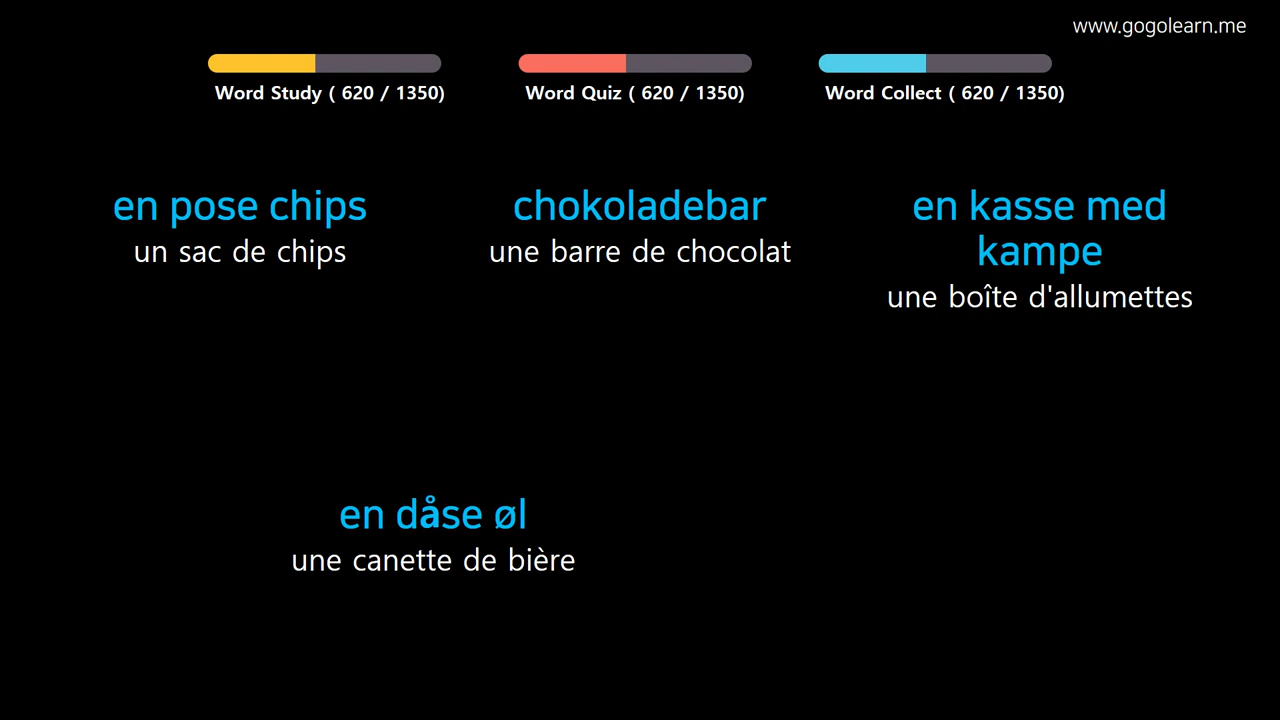 www.gogolearn.me
Word Study ( 620 / 1350)
Word Quiz ( 620 / 1350)
Word Collect ( 620 / 1350)
en pose chips
un sac de chips
chokoladebar
une barre de chocolat
en kasse med
kampe
une boîte d'allumettes
en dåse øl
une canette de bière